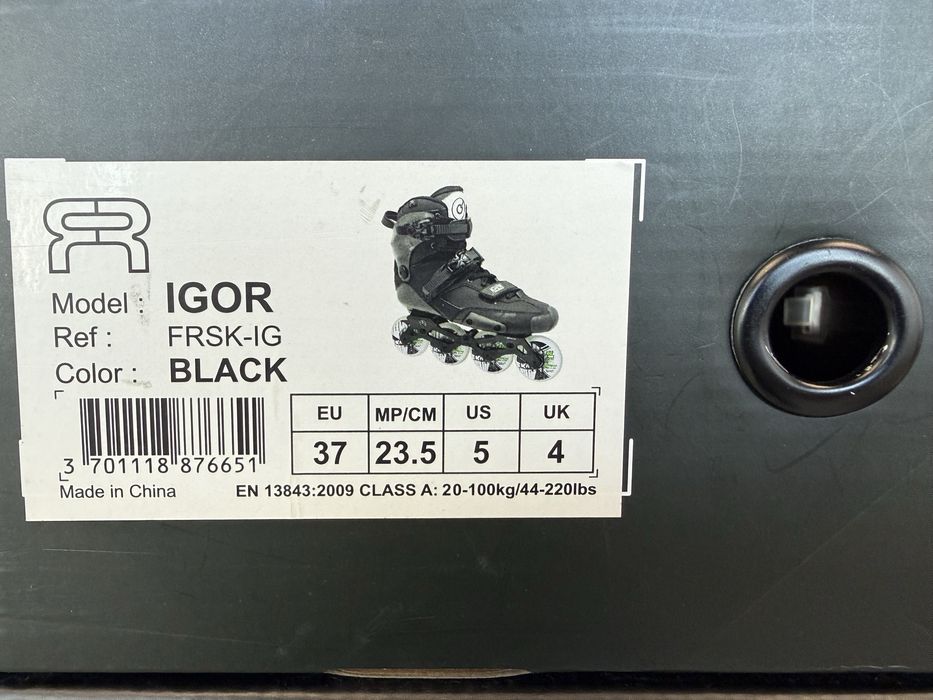 Model : IGOR
Ref : FRSK-IG
Color : BLACK
EU MP/CM US UK
37 23.5 5 4
3 701118 876651
Made in China EN 13843:2009 CLASS A: 20-100kg/44-220lbs